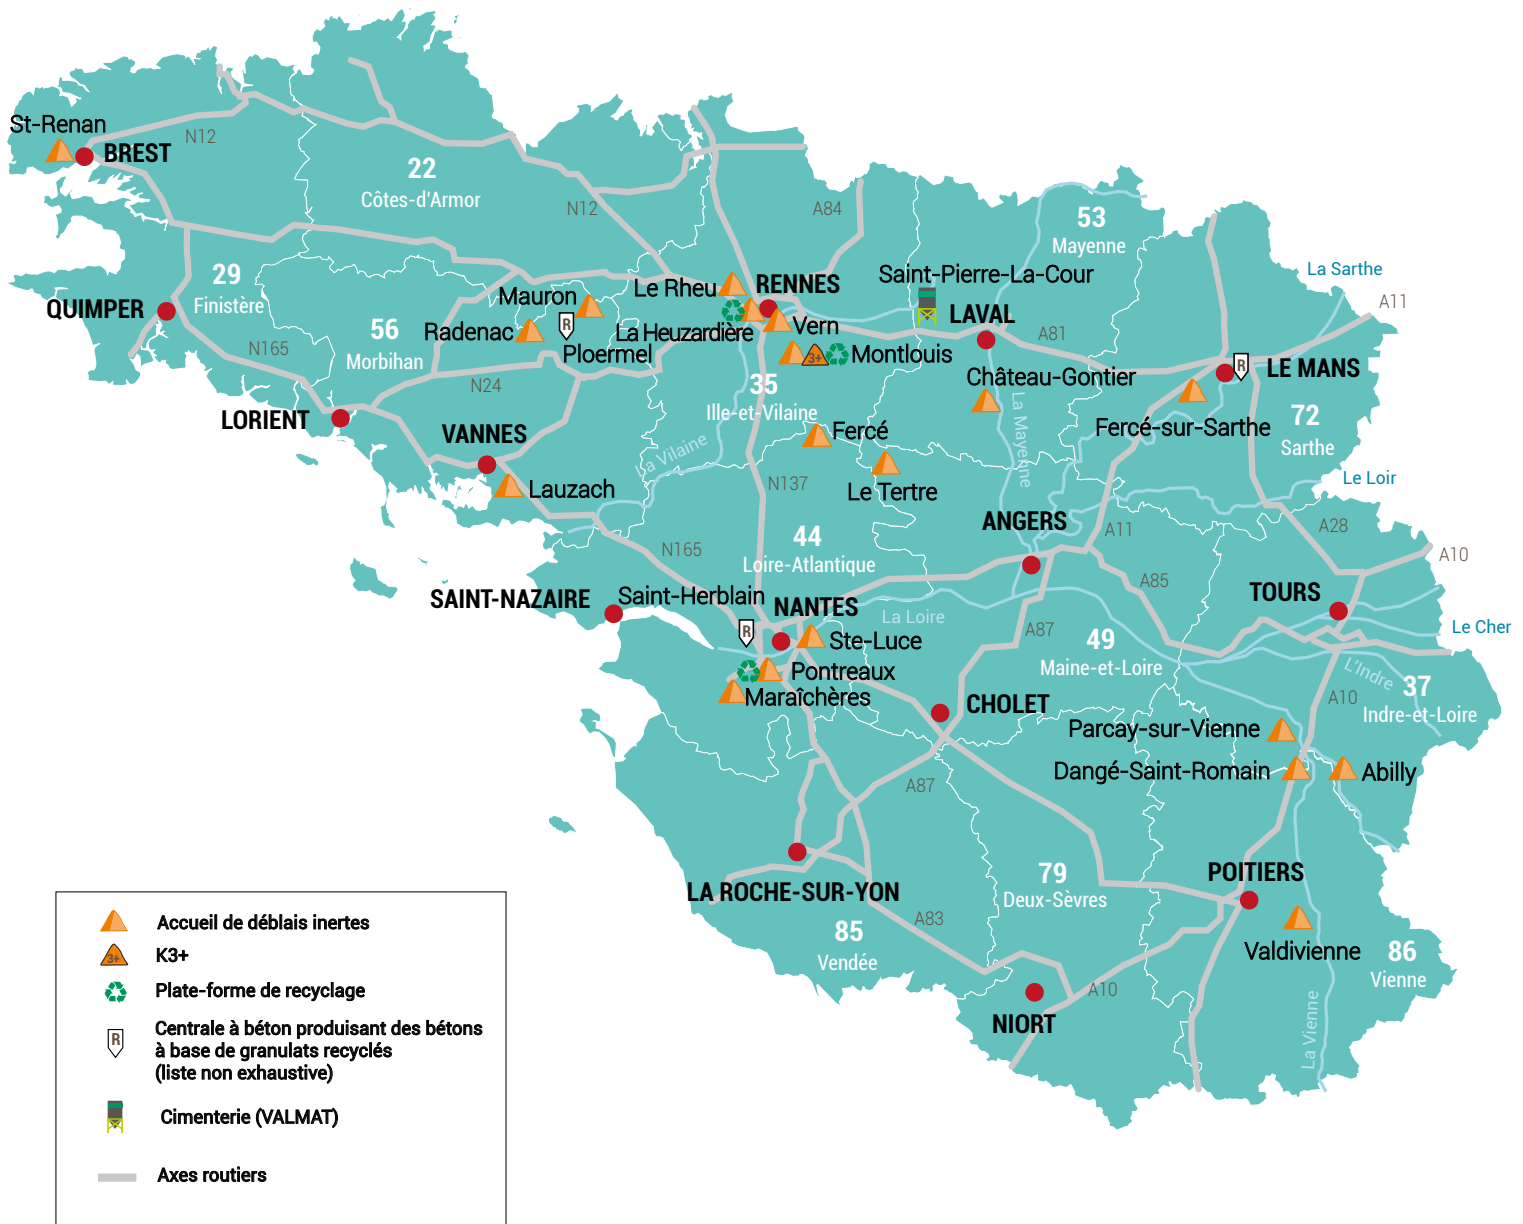 St-Renan
BREST
N12
22
Côtes-d'Armor
N12
A84
53
Mayenne
La Sarthe
A11
29
Finistère
QUIMPER
N165
56
Morbihan
Mauron
Radenac
R
Ploermel
N24
Le Rheu
RENNES
La Heuzardière
Vern
3+
Montlouis
Saint-Pierre-La-Cour
LAVAL
A81
Château-Gontier
La Mayenne
R
LE MANS
Fercé-sur-Sarthe
72
Sarthe
35
Ille-et-Vilaine
LORIENT
VANNES
Lauzach
La Vilaine
Fercé
Le Tertre
N137
Le Loir
A28
A10
ANGERS
A11
A85
44
Loire-Atlantique
N165
SAINT-NAZAIRE
Saint-Herblain
R
NANTES
Ste-Luce
La Loire
A87
49
Maine-et-Loire
TOURS
Le Cher
L'Indre
37
Indre-et-Loire
A10
Pontreaux
Maraîchères
CHOLET
Parcay-sur-Vienne
Dangé-Saint-Romain
Abilly
A87
LA ROCHE-SUR-YON
85
Vendée
A83
79
Deux-Sèvres
POITIERS
Valdivienne
86
Vienne
La Vienne
A10
NIORT
Accueil de déblais inertes
3+
K3+
Plate-forme de recyclage
R
Centrale à béton produisant des bétons
à base de granulats recyclés
(liste non exhaustive)
Cimenterie (VALMAT)
Axes routiers